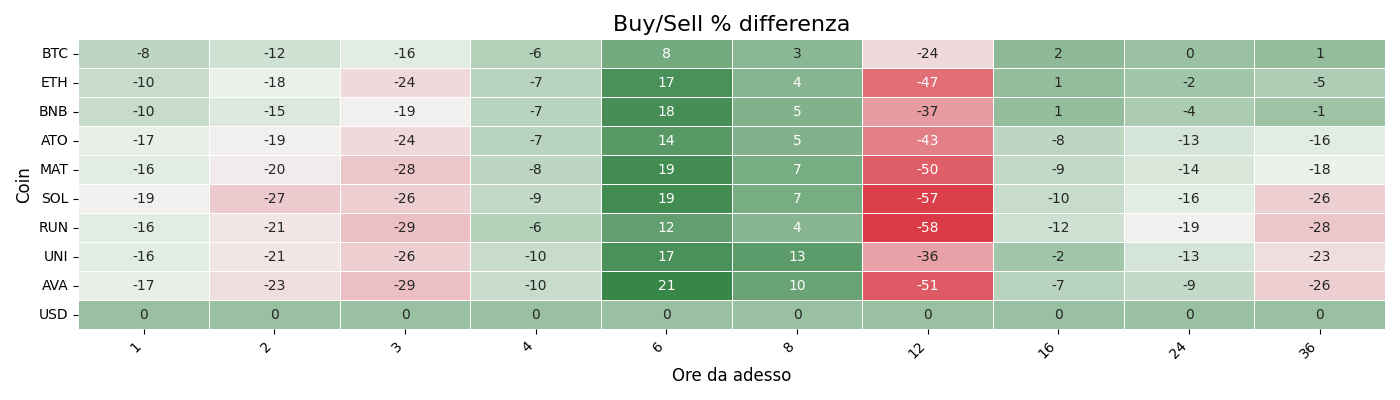 Buy/Sell % differenza
BTC -8 -12 -16 -6 8 3 -24 2 0 1
ETH -10 -18 -24 -7 17 4 -47 1 -2 -5
BNB -10 -15 -19 -7 18 5 -37 1 -4 -1
ATO -17 -19 -24 -7 14 5 -43 -8 -13 -16
MAT -16 -20 -28 -8 19 7 -50 -9 -14 -18
SOL -19 -27 -26 -9 19 7 -57 -10 -16 -26
RUN -16 -21 -29 -6 12 4 -58 -12 -19 -28
UNI -16 -21 -26 -10 17 13 -36 -2 -13 -23
AVA -17 -23 -29 -10 21 10 -51 -7 -9 -26
USD 0 0 0 0 0 0 0 0 0 0
Coin
1 2 3 4 6 8 12 16 24 36
Ore da adesso